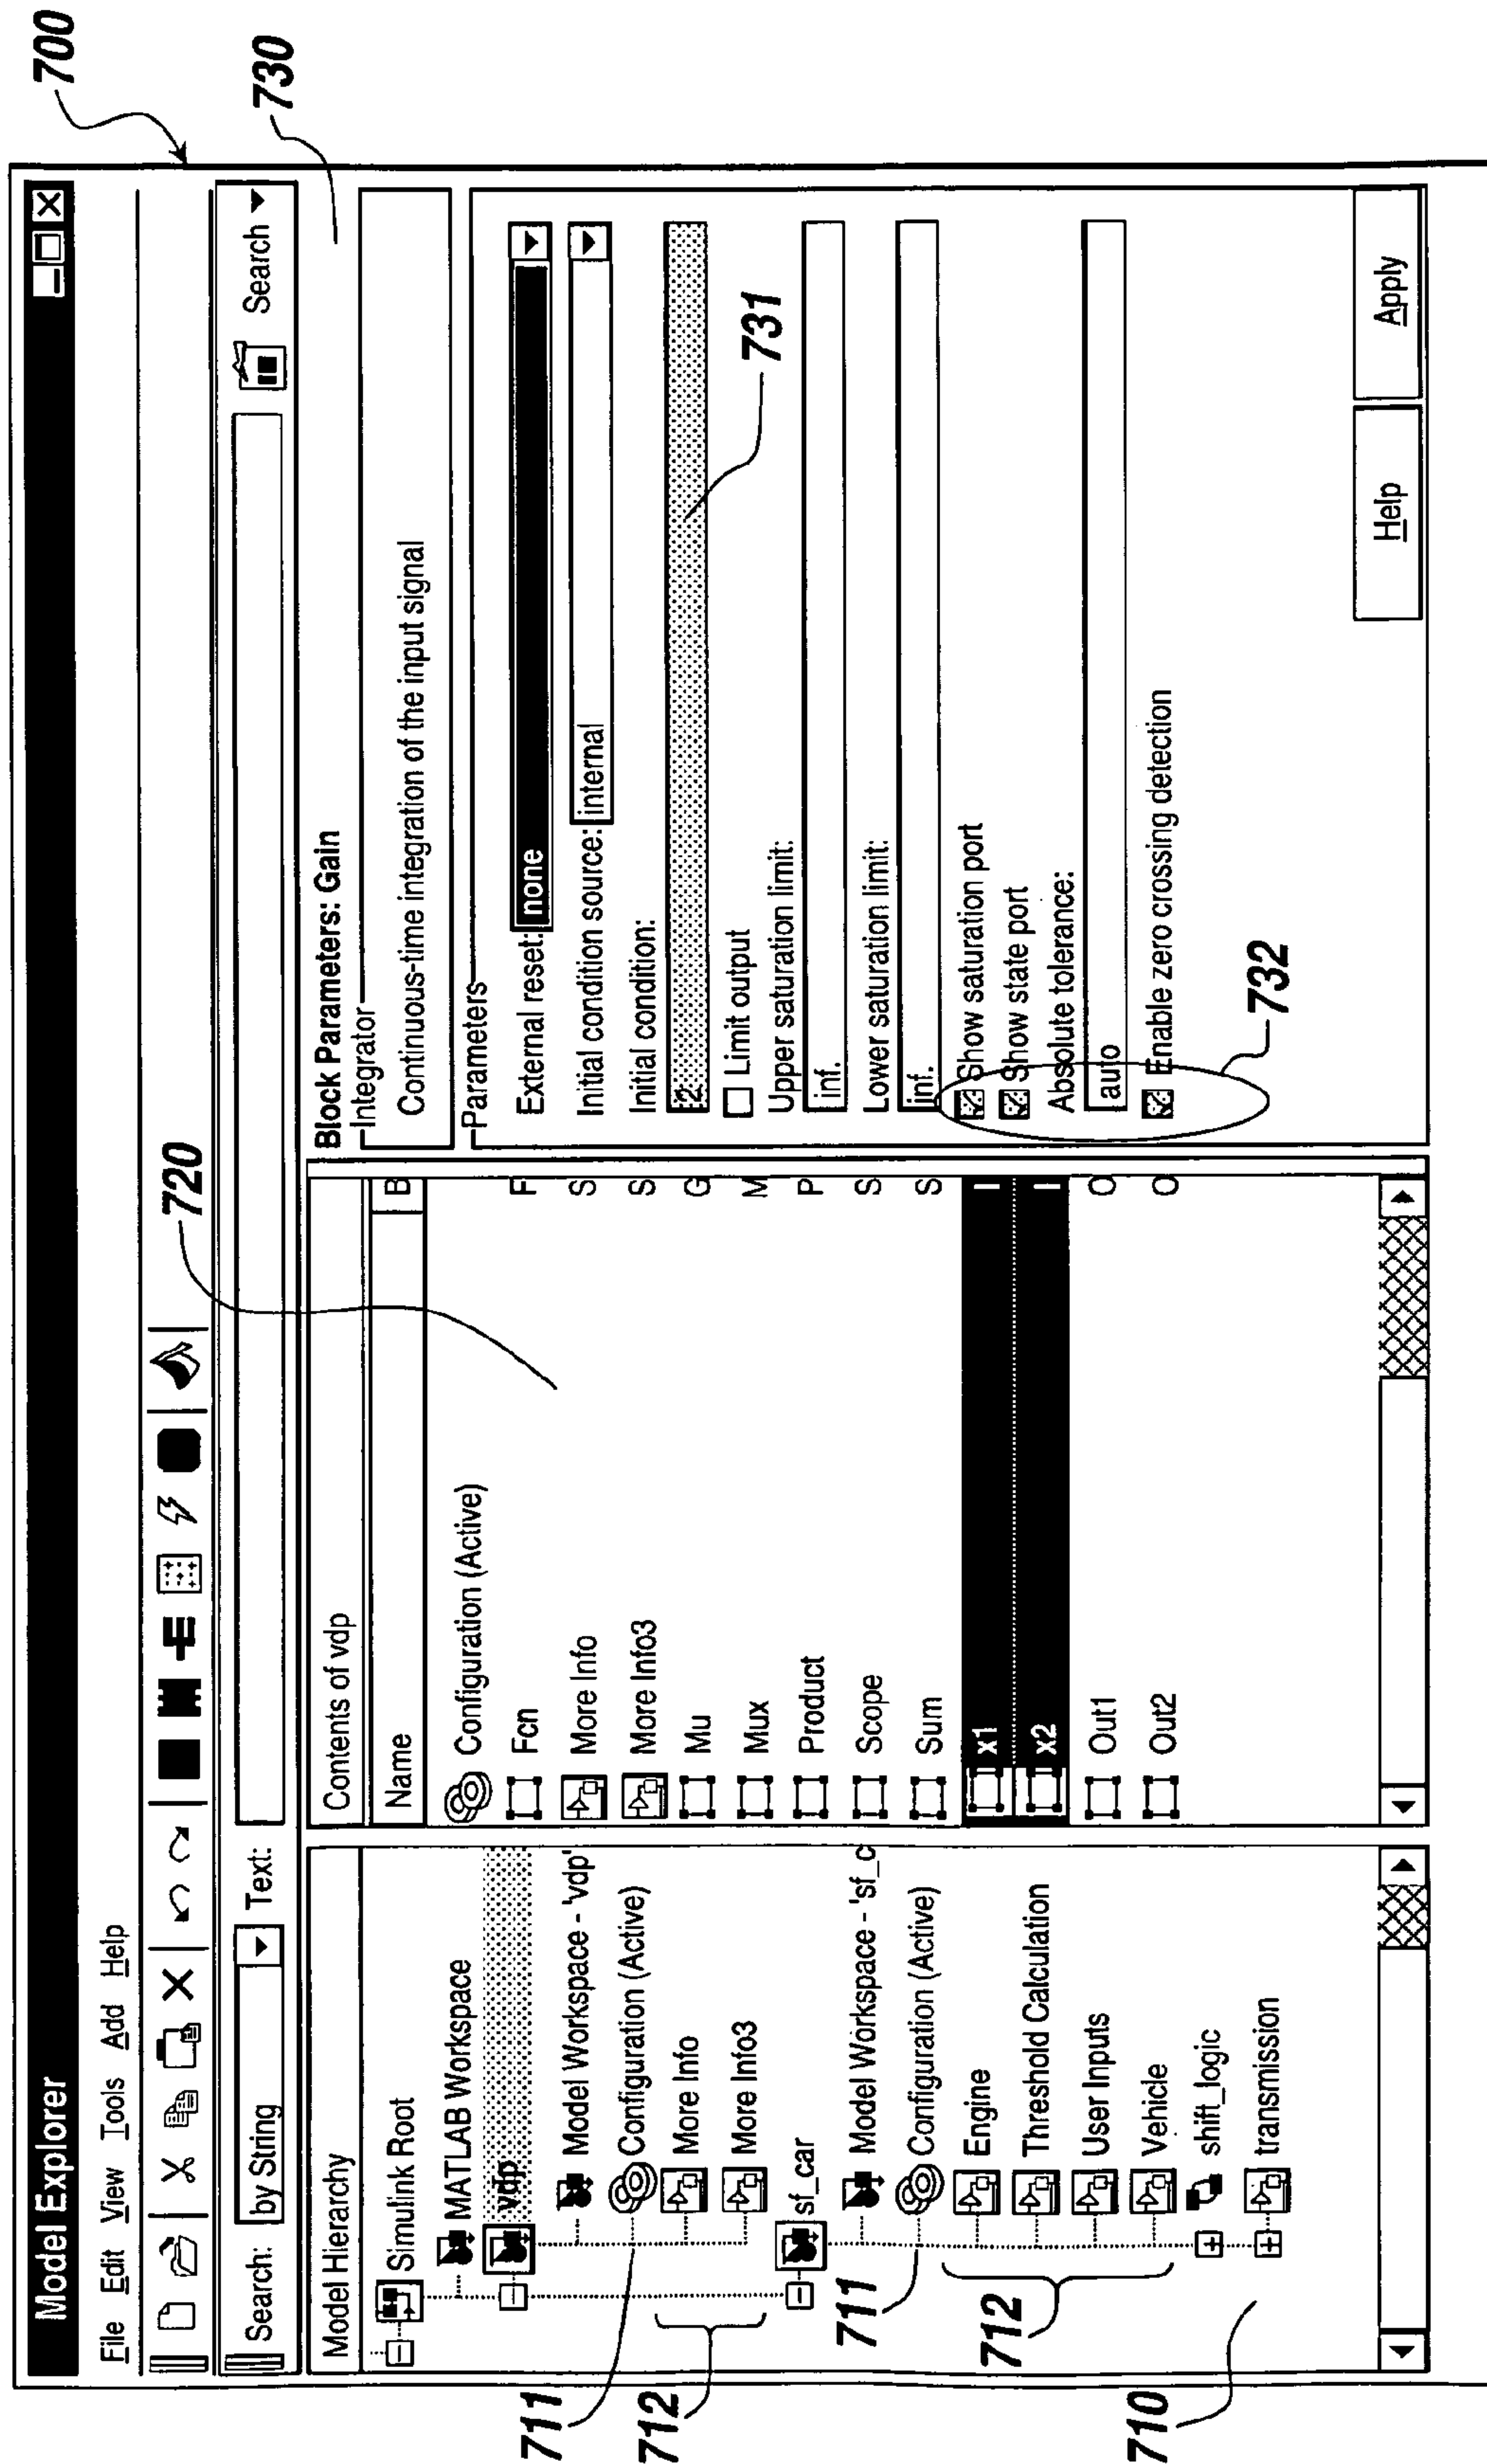 700
Model Explorer
File Edit View Tools Add Help
Search: by String Text: Search
730
720
Model Hierarchy
Simulink Root
MATLAB Workspace
vdp
Model Workspace - 'vdp'
Configuration (Active)
More Info
More Info3
sf_car
Model Workspace - 'sf_c
Configuration (Active)
Engine
Threshold Calculation
User Inputs
Vehicle
shift_logic
transmission
711
712
711
712
710
Contents of vdp
Name B
Configuration (Active)
Fcn F
More Info S
More Info3 S
Mu G
Mux M
Product P
Scope S
Sum S
x1 I
x2 I
Out1 O
Out2 O
Block Parameters: Gain
Integrator
Continuous-time integration of the input signal
Parameters
External reset: none
Initial condition source: internal
Initial condition:
2.
731
Limit output
Upper saturation limit:
inf.
Lower saturation limit:
inf.
Show saturation port
Show state port
Absolute tolerance:
auto
Enable zero crossing detection
732
Help Apply